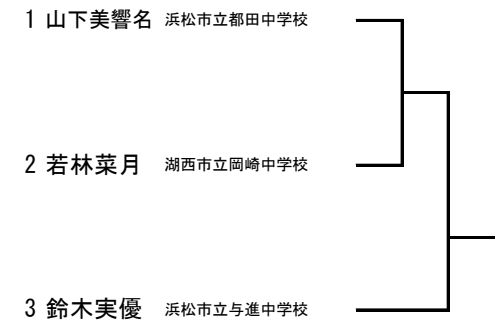 1 山下美響名 浜松市立都田中学校
2 若林菜月 湖西市立岡崎中学校
3 鈴木実優 浜松市立与進中学校